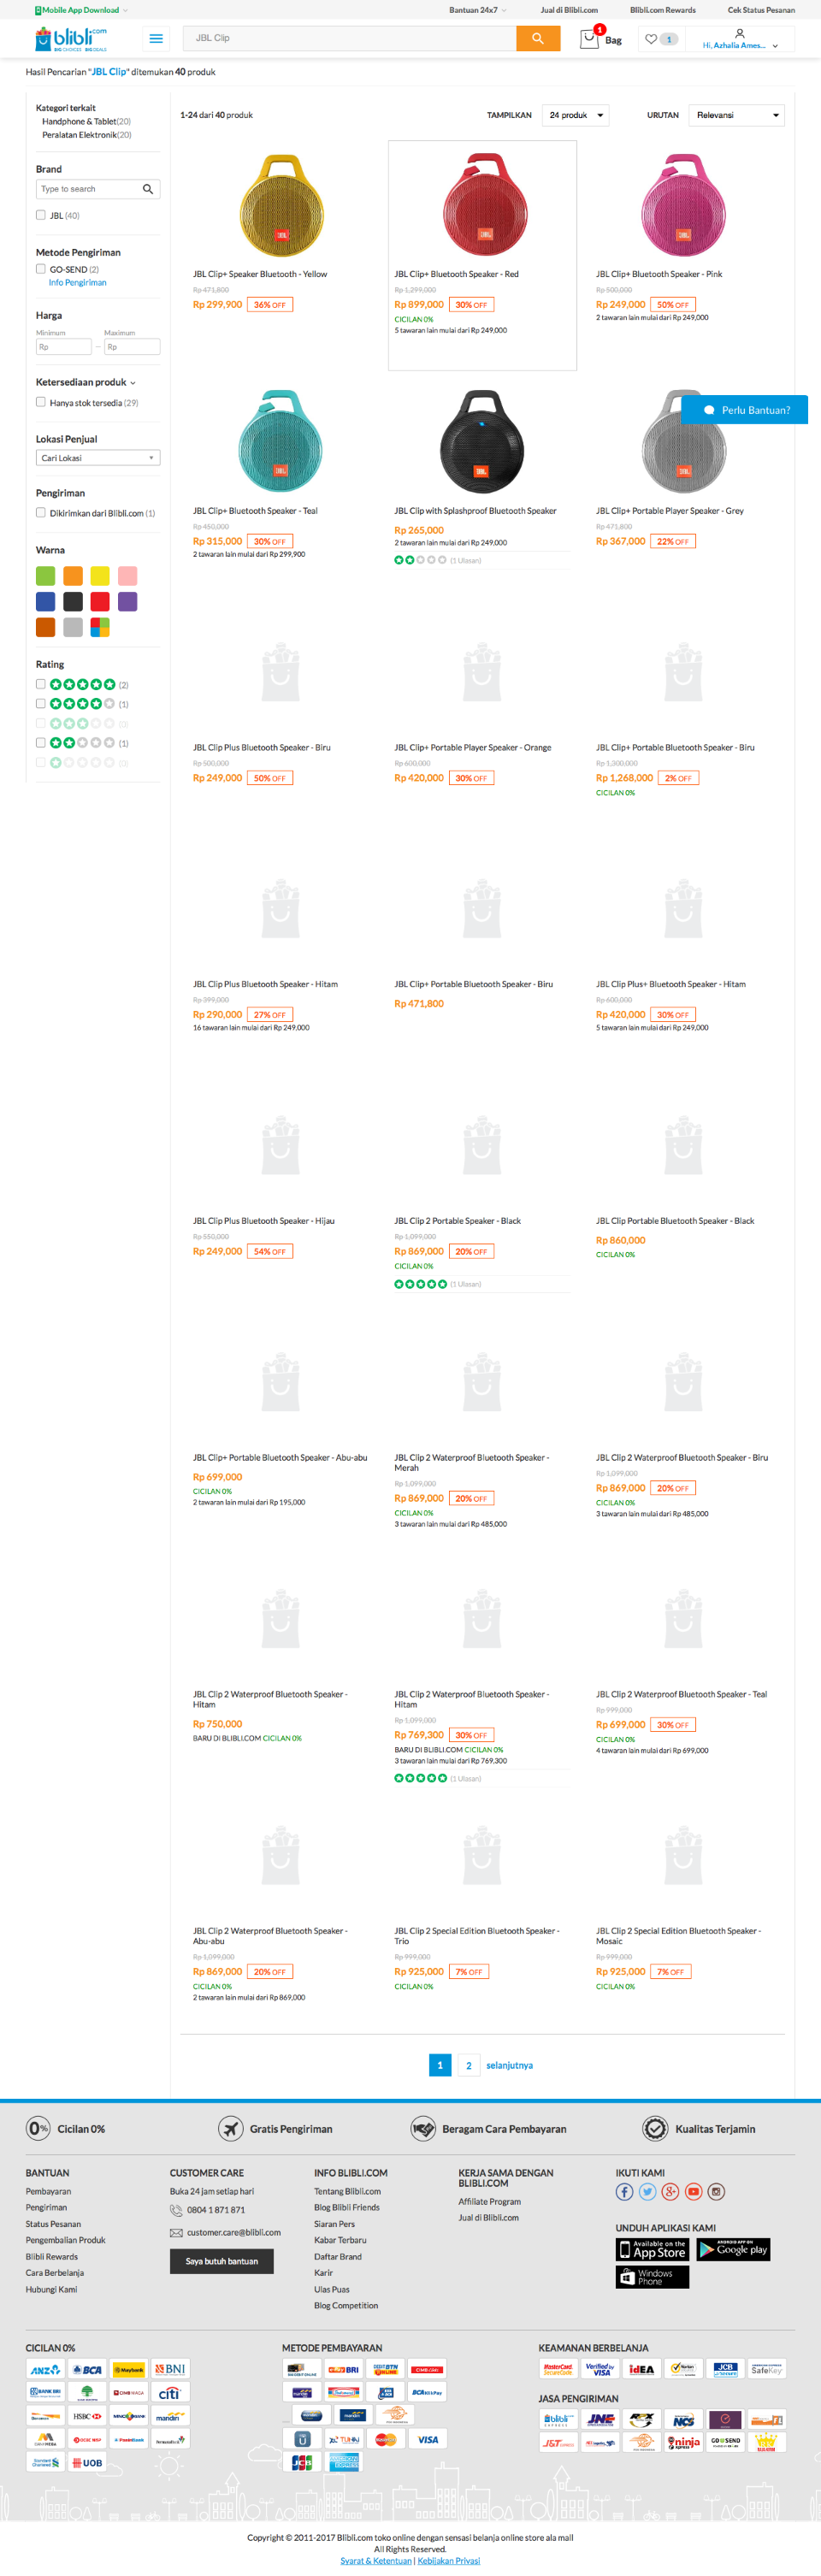 Mobile App Download
Bantuan 24x7
Jual di Blibli.com
Blibli.com Rewards
Cek Status Pesanan
blibli.com
BIG CHOICES BIG DEALS
JBL Clip
1
Bag
1
Hi, Azhalia Ames...
Hasil Pencarian "JBL Clip" ditemukan 40 produk
Kategori terkait
Handphone & Tablet(20)
Peralatan Elektronik(20)
Brand
Type to search
JBL (40)
Metode Pengiriman
GO-SEND (2)
Info Pengiriman
Harga
Minimum
Maximum
Rp
–
Rp
Ketersediaan produk
Hanya stok tersedia (29)
Lokasi Penjual
Cari Lokasi
Pengiriman
Dikirimkan dari Blibli.com (1)
Warna
Rating
(2)
(1)
(0)
(1)
(0)
1-24 dari 40 produk
TAMPILKAN
24 produk
URUTAN
Relevansi
JBL Clip+ Speaker Bluetooth - Yellow
Rp 471,800
Rp 299,900 36% OFF
JBL Clip+ Bluetooth Speaker - Red
Rp 1,299,000
Rp 899,000 30% OFF
CICILAN 0%
5 tawaran lain mulai dari Rp 249,000
JBL Clip+ Bluetooth Speaker - Pink
Rp 500,000
Rp 249,000 50% OFF
2 tawaran lain mulai dari Rp 249,000
Perlu Bantuan?
JBL Clip+ Bluetooth Speaker - Teal
Rp 450,000
Rp 315,000 30% OFF
2 tawaran lain mulai dari Rp 299,900
JBL Clip with Splashproof Bluetooth Speaker
Rp 265,000
2 tawaran lain mulai dari Rp 249,000
(1 Ulasan)
JBL Clip+ Portable Player Speaker - Grey
Rp 471,800
Rp 367,000 22% OFF
JBL Clip Plus Bluetooth Speaker - Biru
Rp 500,000
Rp 249,000 50% OFF
JBL Clip+ Portable Player Speaker - Orange
Rp 600,000
Rp 420,000 30% OFF
JBL Clip+ Portable Bluetooth Speaker - Biru
Rp 1,300,000
Rp 1,268,000 2% OFF
CICILAN 0%
JBL Clip Plus Bluetooth Speaker - Hitam
Rp 399,000
Rp 290,000 27% OFF
16 tawaran lain mulai dari Rp 249,000
JBL Clip+ Portable Bluetooth Speaker - Biru
Rp 471,800
JBL Clip Plus+ Bluetooth Speaker - Hitam
Rp 600,000
Rp 420,000 30% OFF
5 tawaran lain mulai dari Rp 249,000
JBL Clip Plus Bluetooth Speaker - Hijau
Rp 550,000
Rp 249,000 54% OFF
JBL Clip 2 Portable Speaker - Black
Rp 1,099,000
Rp 869,000 20% OFF
CICILAN 0%
(1 Ulasan)
JBL Clip Portable Bluetooth Speaker - Black
Rp 860,000
CICILAN 0%
JBL Clip+ Portable Bluetooth Speaker - Abu-abu
Rp 699,000
CICILAN 0%
2 tawaran lain mulai dari Rp 195,000
JBL Clip 2 Waterproof Bluetooth Speaker -
Merah
Rp 1,099,000
Rp 869,000 20% OFF
CICILAN 0%
3 tawaran lain mulai dari Rp 485,000
JBL Clip 2 Waterproof Bluetooth Speaker - Biru
Rp 1,099,000
Rp 869,000 20% OFF
CICILAN 0%
3 tawaran lain mulai dari Rp 485,000
JBL Clip 2 Waterproof Bluetooth Speaker -
Hitam
Rp 750,000
BARU DI BLIBLI.COM CICILAN 0%
JBL Clip 2 Waterproof Bluetooth Speaker -
Hitam
Rp 1,099,000
Rp 769,300 30% OFF
BARU DI BLIBLI.COM CICILAN 0%
3 tawaran lain mulai dari Rp 769,300
(1 Ulasan)
JBL Clip 2 Waterproof Bluetooth Speaker - Teal
Rp 999,000
Rp 699,000 30% OFF
CICILAN 0%
4 tawaran lain mulai dari Rp 699,000
JBL Clip 2 Waterproof Bluetooth Speaker -
Abu-abu
Rp 1,099,000
Rp 869,000 20% OFF
CICILAN 0%
2 tawaran lain mulai dari Rp 869,000
JBL Clip 2 Special Edition Bluetooth Speaker -
Trio
Rp 999,000
Rp 925,000 7% OFF
CICILAN 0%
JBL Clip 2 Special Edition Bluetooth Speaker -
Mosaic
Rp 999,000
Rp 925,000 7% OFF
CICILAN 0%
1 2 selanjutnya
0% Cicilan 0%
Gratis Pengiriman
Beragam Cara Pembayaran
Kualitas Terjamin
BANTUAN
Pembayaran
Pengiriman
Status Pesanan
Pengembalian Produk
Blibli Rewards
Cara Berbelanja
Hubungi Kami
CUSTOMER CARE
Buka 24 jam setiap hari
0804 1 871 871
customer.care@blibli.com
Saya butuh bantuan
INFO BLIBLI.COM
Tentang Blibli.com
Blog Blibli Friends
Siaran Pers
Kabar Terbaru
Daftar Brand
Karir
Ulas Puas
Blog Competition
KERJA SAMA DENGAN
BLIBLI.COM
Affiliate Program
Jual di Blibli.com
IKUTI KAMI
UNDUH APLIKASI KAMI
Available on the
App Store
ANDROID APP ON
Google play
Windows
Phone
CICILAN 0%
ANZ
BCA
Maybank
BNI
BANK BRI
CIMB NIAGA
citi
HSBC
MNC
mandiri
OCBC NISP
PaninBank
PermataBank
Standard
Chartered
UOB
METODE PEMBAYARAN
BRI
mandiri
VISA
JCB
KEAMANAN BERBELANJA
MasterCard.
SecureCode.
Verified by
VISA
idEA
Norton
JCB
SafeKey
JASA PENGIRIMAN
blibli
JNE
RPX
NCS
J&T
ninja
GO SEND
Copyright © 2011-2017 Blibli.com toko online dengan sensasi belanja online store ala mall
All Rights Reserved.
Syarat & Ketentuan | Kebijakan Privasi